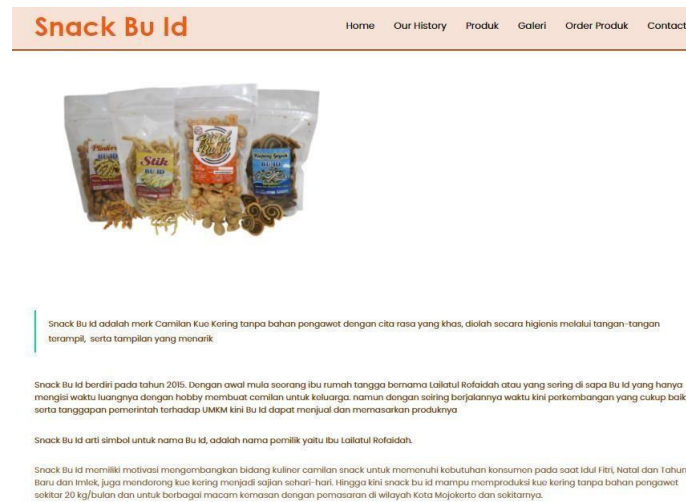 Snack Bu Id
Home Our History Produk Galeri Order Produk Contact
Stik
BU ID
BU ID
Snack Bu Id adalah merk Camilan Kue Kering tanpa bahan pengawet dengan cita rasa yang khas, diolah secara higienis melalui tangan-tangan
terampil, serta tampilan yang menarik
Snack Bu Id berdiri pada tahun 2015. Dengan awal mula seorang ibu rumah tangga bernama Lailatul Rofaidah atau yang sering di sapa Bu Id yang hanya
mengisi waktu luangnya dengan hobby membuat comilan untuk keluarga. namun dengan seiring berjalannya waktu kini perkembangan yang cukup baik
serta tanggapan pemerintah terhadap UMKM kini Bu Id dapat menjual dan memasarkan produknya
Snack Bu Id arti simbol untuk nama Bu Id, adalah nama pemilik yaitu Ibu Lailatul Rofaidah.
Snack Bu Id memiliki motivasi mengembangkan bidang kuliner camilan snack untuk memenuhi kebutuhan konsumen pada saat Idul Fitri, Natal dan Tahun
Baru dan Imlek, juga mendorong kue kering menjadi sajian sehari-hari. Hingga kini snack bu id mampu memproduksi kue kering tanpa bahan pengawet
sekitar 20 kg/bulan dan untuk berbagai macam kemasan dengan pemasaran di wilayah Kota Mojokerto dan sekitarnya.